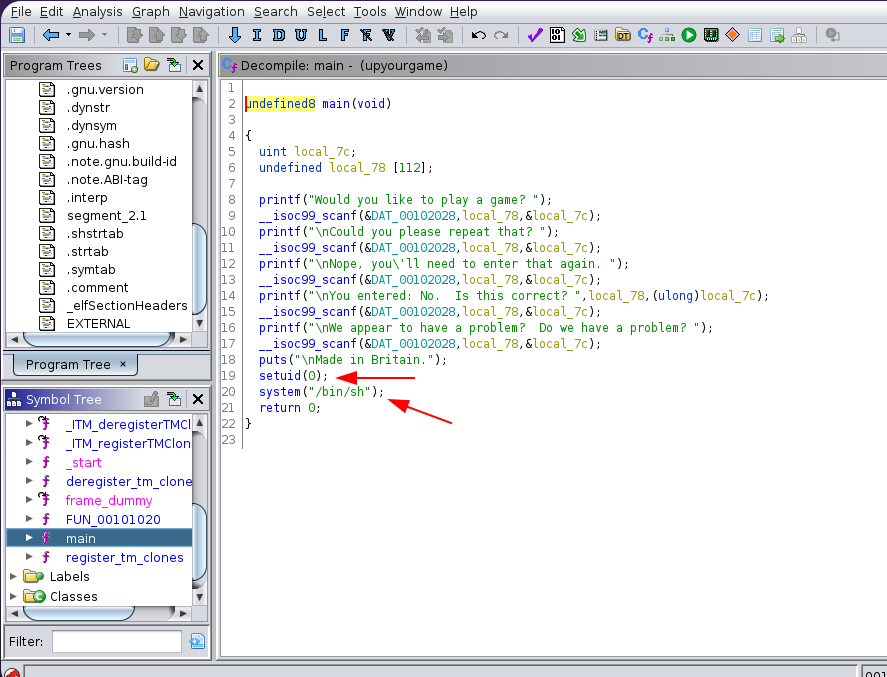 File Edit Analysis Graph Navigation Search Select Tools Window Help
Program Trees
.gnu.version
.dynstr
.dynsym
.gnu.hash
.note.gnu.build-id
.note.ABI-tag
.interp
segment_2.1
.shstrtab
.strtab
.symtab
.comment
_elfSectionHeaders
EXTERNAL
Program Tree ×
Symbol Tree
_ITM_deregisterTMCl
_ITM_registerTMClon
_start
deregister_tm_clone
frame_dummy
FUN_00101020
main
register_tm_clones
Labels
Classes
Filter:
Decompile: main - (upyourgame)
1
2 undefined8 main(void)
3
4 {
5 uint local_7c;
6 undefined local_78 [112];
7
8 printf("Would you like to play a game? ");
9 __isoc99_scanf(&DAT_00102028,local_78,&local_7c);
10 printf("\nCould you please repeat that? ");
11 __isoc99_scanf(&DAT_00102028,local_78,&local_7c);
12 printf("\nNope, you\'ll need to enter that again. ");
13 __isoc99_scanf(&DAT_00102028,local_78,&local_7c);
14 printf("\nYou entered: No.  Is this correct? ",local_78,(ulong)local_7c);
15 __isoc99_scanf(&DAT_00102028,local_78,&local_7c);
16 printf("\nWe appear to have a problem?  Do we have a problem? ");
17 __isoc99_scanf(&DAT_00102028,local_78,&local_7c);
18 puts("\nMade in Britain.");
19 setuid(0);
20 system("/bin/sh");
21 return 0;
22 }
23